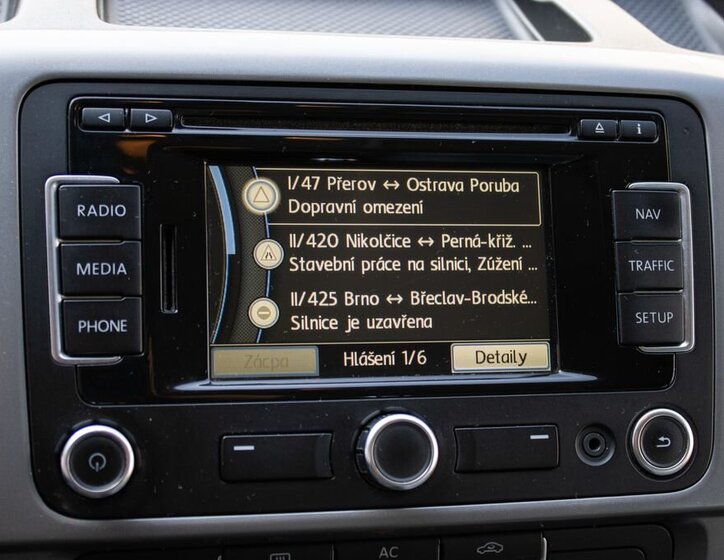 i
I/47 Přerov ↔ Ostrava Poruba
Dopravní omezení
II/420 Nikolčice ↔ Perná-křiž. ...
Stavební práce na silnici, Zúžení ...
II/425 Brno ↔ Břeclav-Brodské...
Silnice je uzavřena
Zácpa
Hlášení 1/6
Detaily
RADIO
MEDIA
PHONE
NAV
TRAFFIC
SETUP
AC